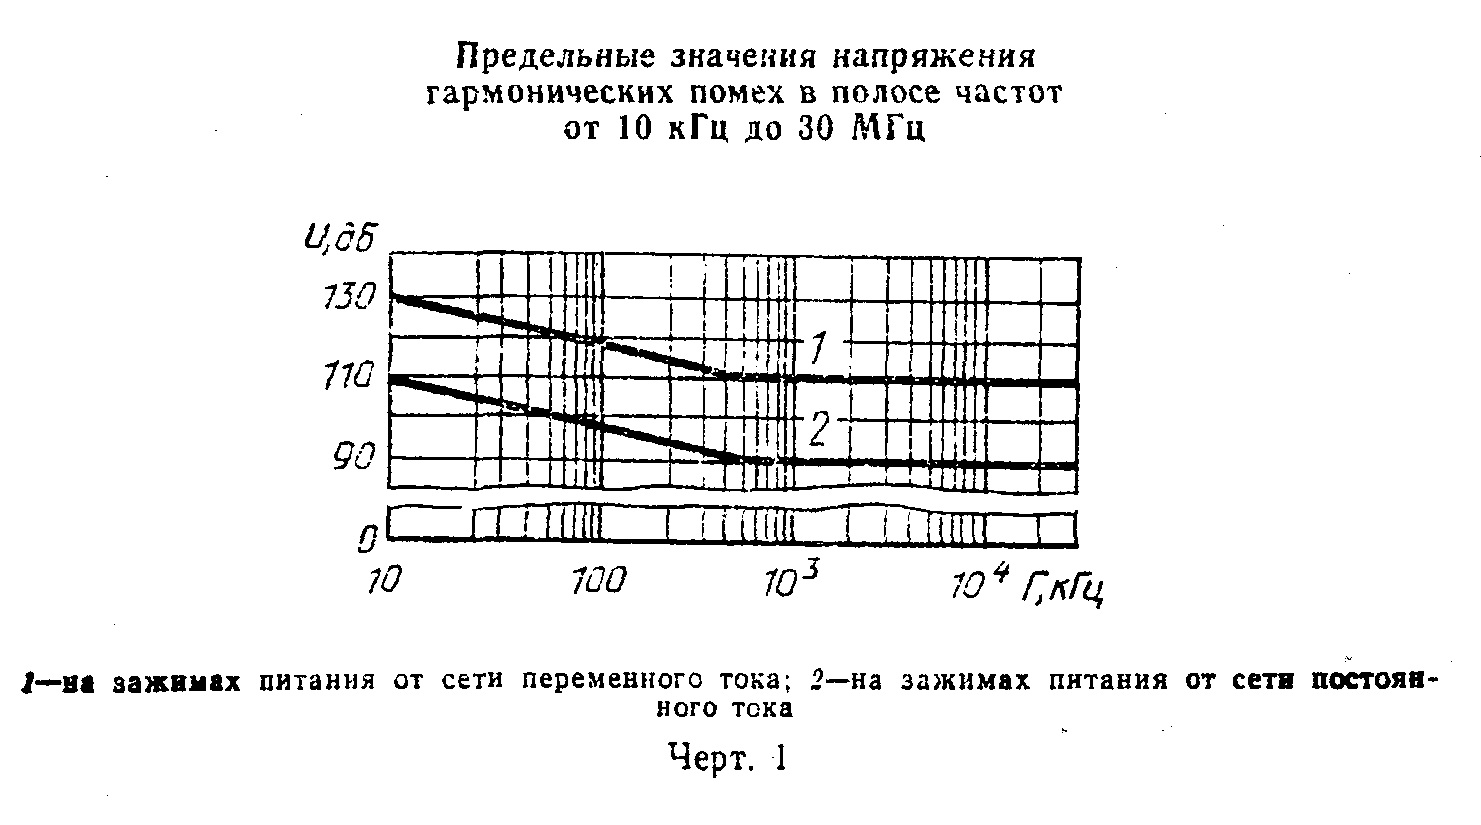 Предельные значения напряжения
гармонических помех в полосе частот
от 10 кГц до 30 МГц
U,дб
130
110
90
0
1
2
10
100
10³
10⁴ Г,кГц
1—на зажимах питания от сети переменного тока; 2—на зажимах питания от сети постоян-
ного тока
Черт. 1